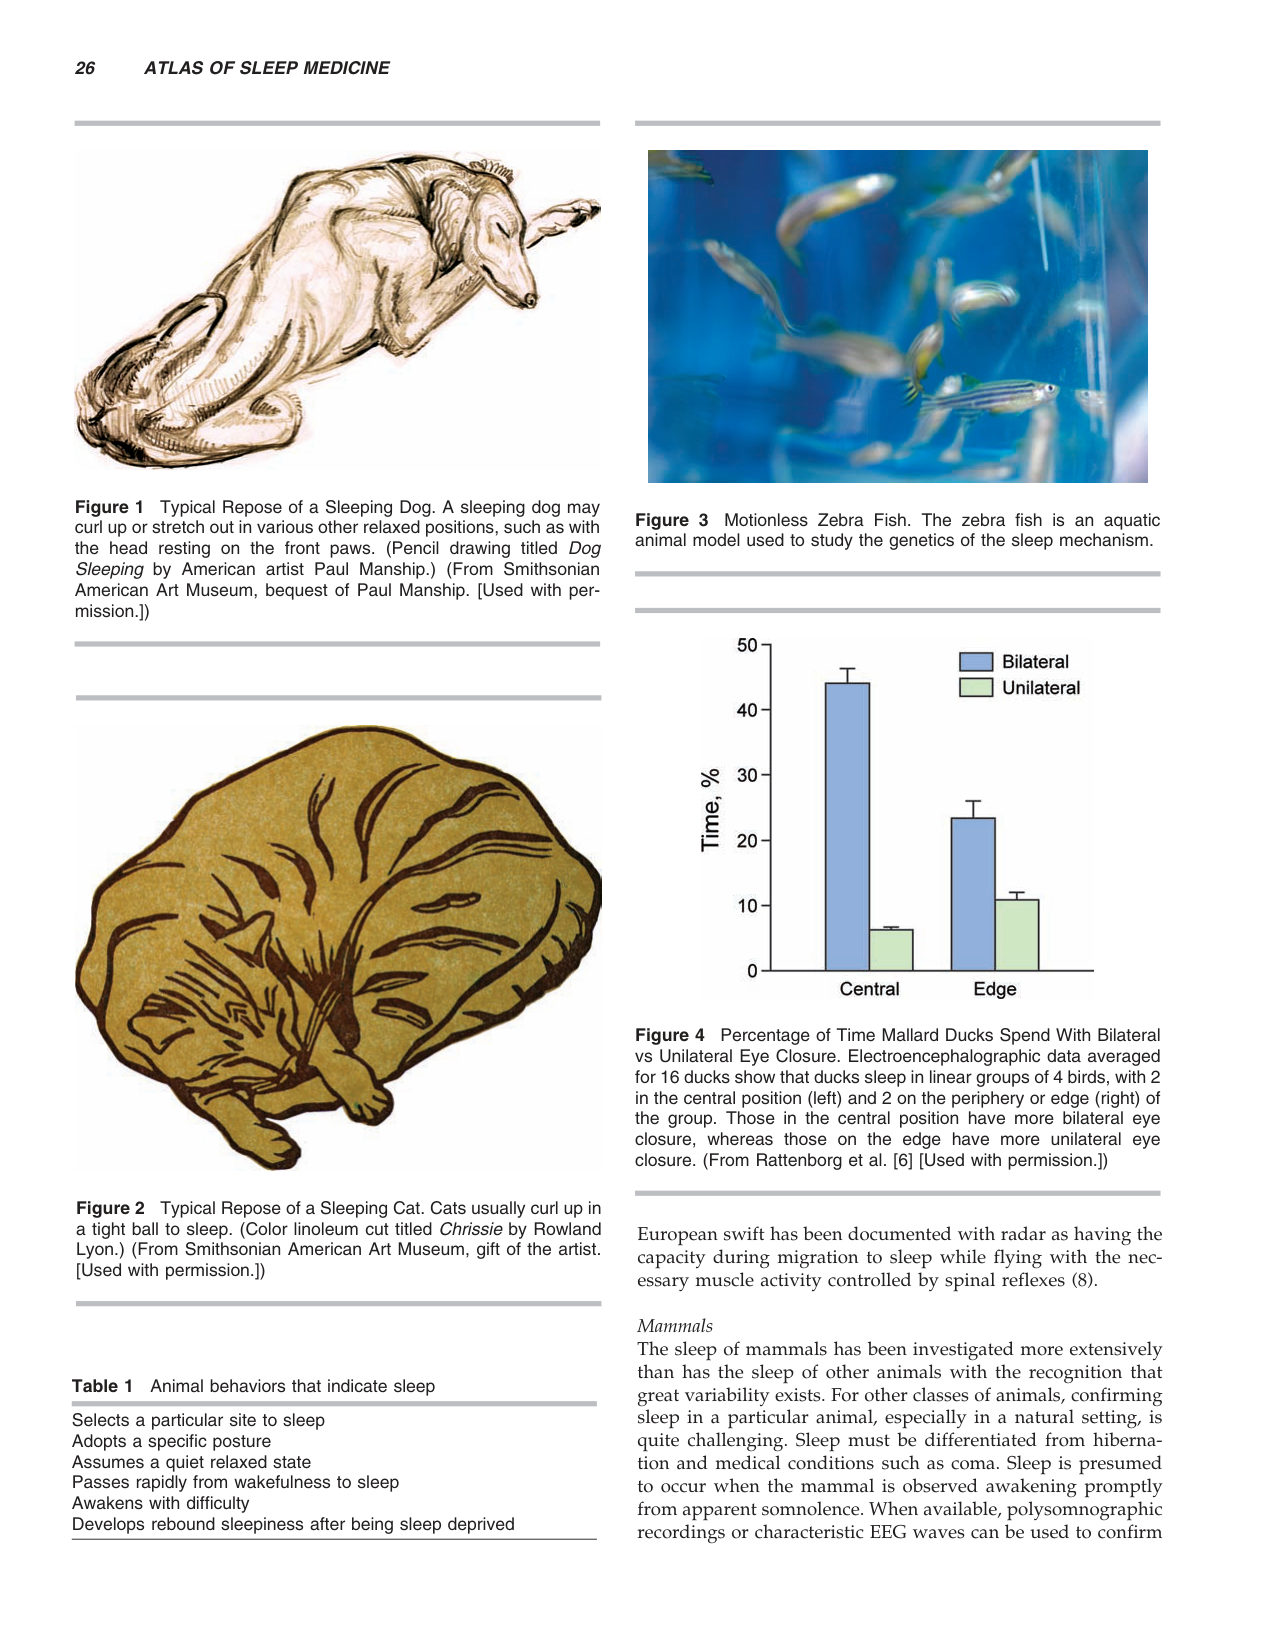 26 ATLAS OF SLEEP MEDICINE
Figure 1 Typical Repose of a Sleeping Dog. A sleeping dog may
curl up or stretch out in various other relaxed positions, such as with
the head resting on the front paws. (Pencil drawing titled Dog
Sleeping by American artist Paul Manship.) (From Smithsonian
American Art Museum, bequest of Paul Manship. [Used with per-
mission.])
Figure 2 Typical Repose of a Sleeping Cat. Cats usually curl up in
a tight ball to sleep. (Color linoleum cut titled Chrissie by Rowland
Lyon.) (From Smithsonian American Art Museum, gift of the artist.
[Used with permission.])
Table 1 Animal behaviors that indicate sleep
Selects a particular site to sleep
Adopts a specific posture
Assumes a quiet relaxed state
Passes rapidly from wakefulness to sleep
Awakens with difficulty
Develops rebound sleepiness after being sleep deprived
Figure 3 Motionless Zebra Fish. The zebra fish is an aquatic
animal model used to study the genetics of the sleep mechanism.
50
40
30
20
10
0
Time, %
Bilateral
Unilateral
Central
Edge
Figure 4 Percentage of Time Mallard Ducks Spend With Bilateral
vs Unilateral Eye Closure. Electroencephalographic data averaged
for 16 ducks show that ducks sleep in linear groups of 4 birds, with 2
in the central position (left) and 2 on the periphery or edge (right) of
the group. Those in the central position have more bilateral eye
closure, whereas those on the edge have more unilateral eye
closure. (From Rattenborg et al. [6] [Used with permission.])
European swift has been documented with radar as having the
capacity during migration to sleep while flying with the nec-
essary muscle activity controlled by spinal reflexes (8).
Mammals
The sleep of mammals has been investigated more extensively
than has the sleep of other animals with the recognition that
great variability exists. For other classes of animals, confirming
sleep in a particular animal, especially in a natural setting, is
quite challenging. Sleep must be differentiated from hiberna-
tion and medical conditions such as coma. Sleep is presumed
to occur when the mammal is observed awakening promptly
from apparent somnolence. When available, polysomnographic
recordings or characteristic EEG waves can be used to confirm